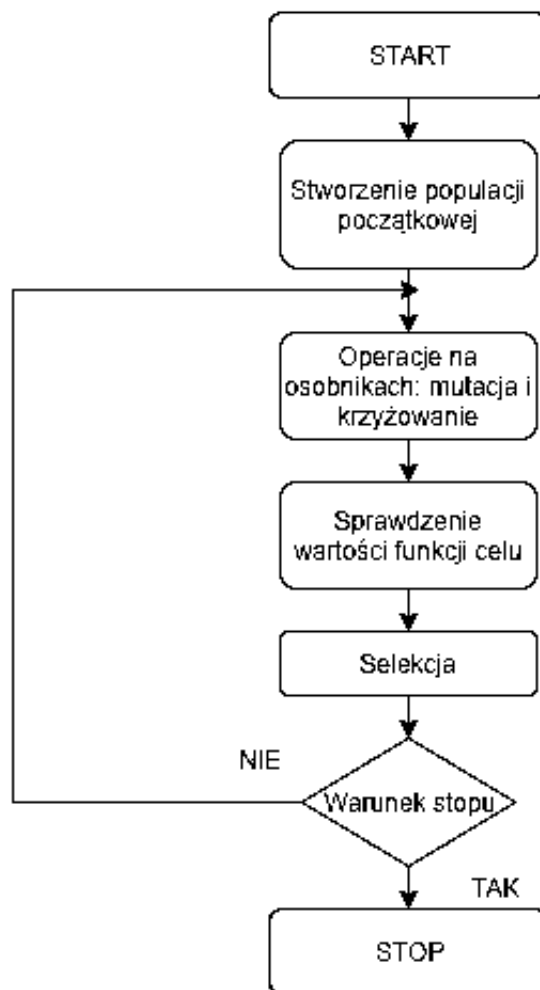 START
Stworzenie populacji
początkowej
Operacje na
osobnikach: mutacja i
krzyżowanie
Sprawdzenie
wartości funkcji celu
Selekcja
NIE
Warunek stopu
TAK
STOP